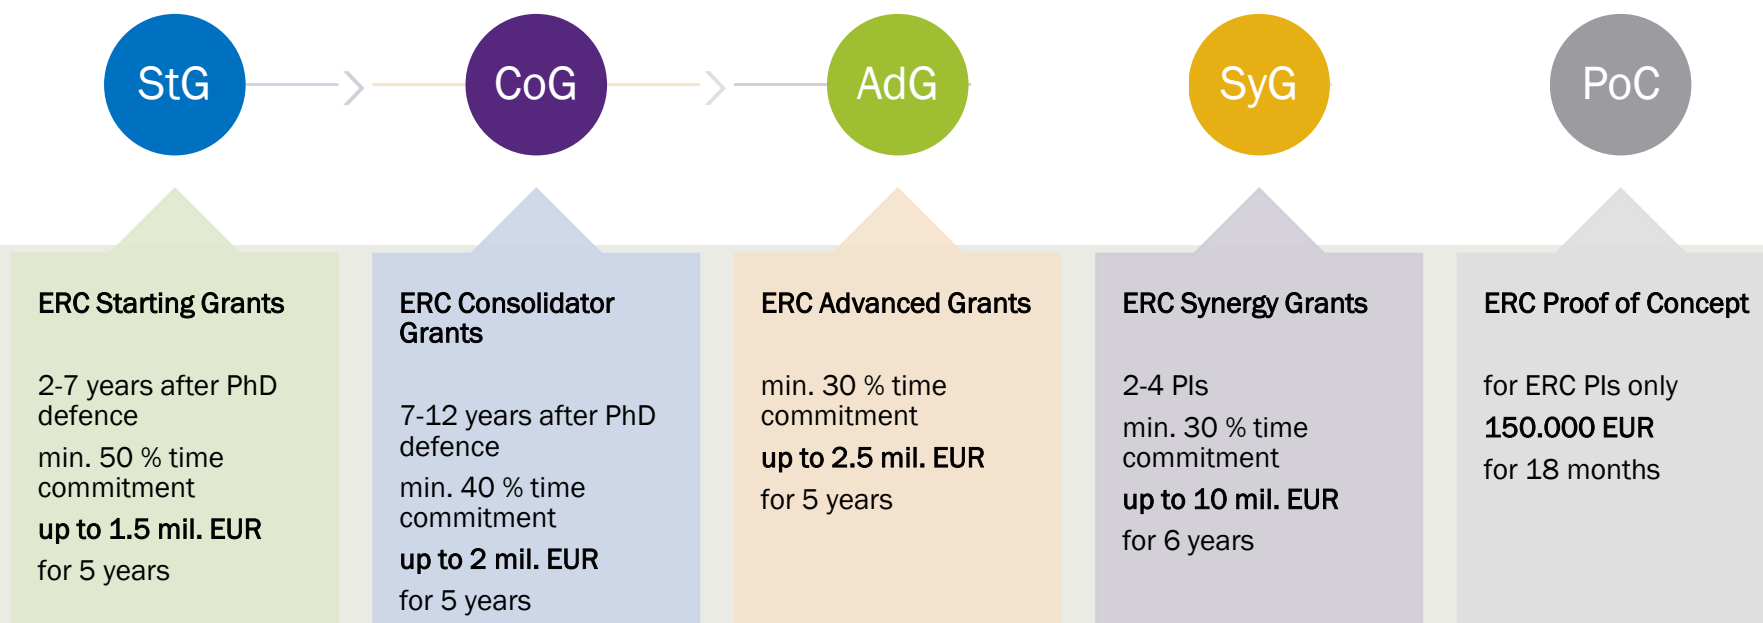 StG
CoG
AdG
SyG
PoC
ERC Starting Grants
2-7 years after PhD
defence
min. 50 % time
commitment
up to 1.5 mil. EUR
for 5 years
ERC Consolidator
Grants
7-12 years after PhD
defence
min. 40 % time
commitment
up to 2 mil. EUR
for 5 years
ERC Advanced Grants
min. 30 % time
commitment
up to 2.5 mil. EUR
for 5 years
ERC Synergy Grants
2-4 PIs
min. 30 % time
commitment
up to 10 mil. EUR
for 6 years
ERC Proof of Concept
for ERC PIs only
150.000 EUR
for 18 months